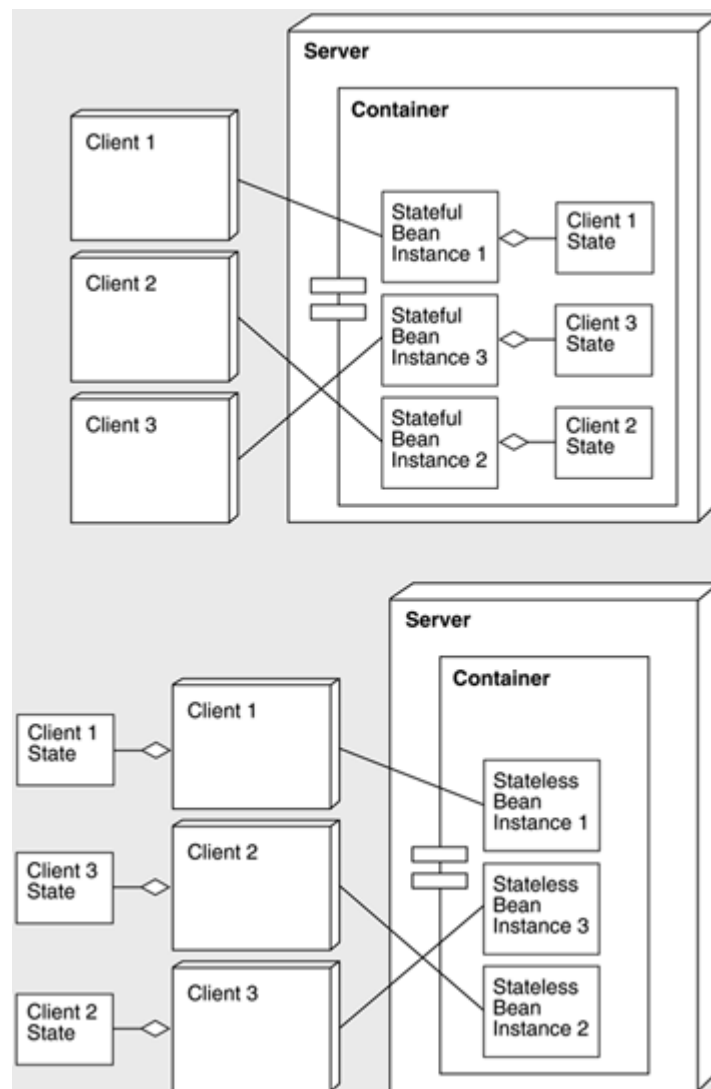 Server
Container
Client 1
Stateful
Bean
Instance 1
Client 1
State
Client 2
Stateful
Bean
Instance 3
Client 3
State
Client 3
Stateful
Bean
Instance 2
Client 2
State
Server
Container
Client 1
State
Client 1
Stateless
Bean
Instance 1
Client 3
State
Client 2
Stateless
Bean
Instance 3
Client 2
State
Client 3
Stateless
Bean
Instance 2